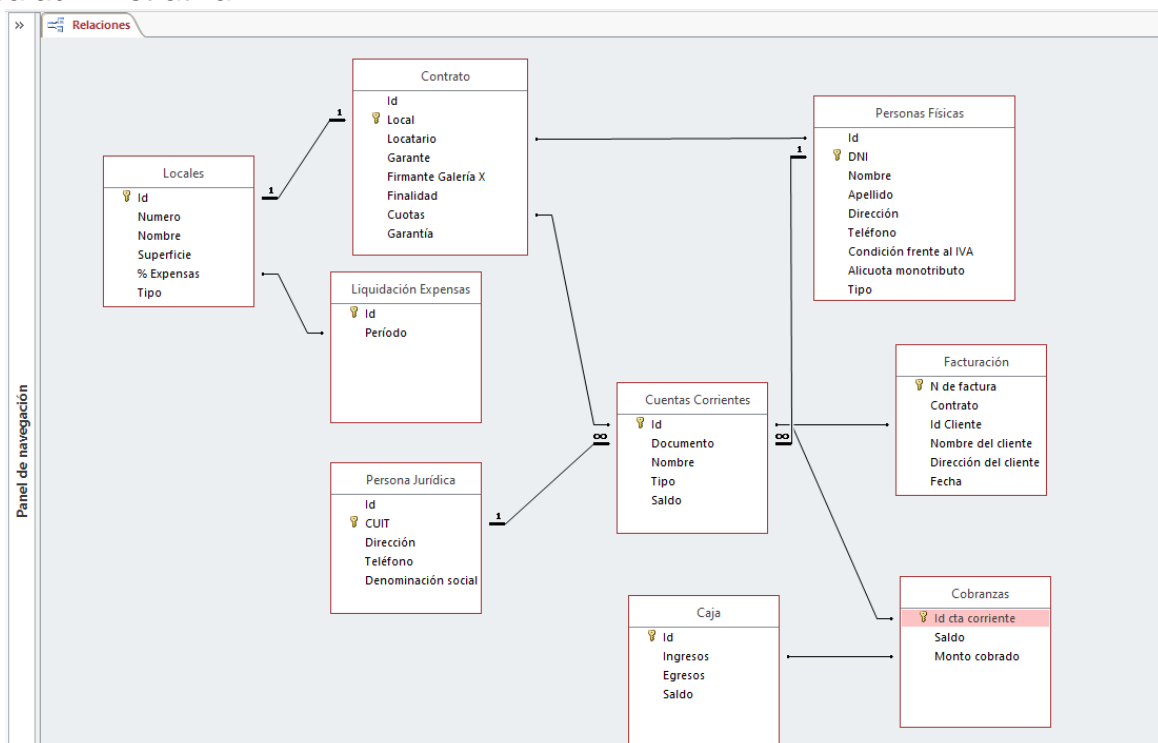 »
Relaciones
Panel de navegación
Contrato
Id
Local
Locatario
Garante
Firmante Galería X
Finalidad
Cuotas
Garantía
Personas Físicas
Id
DNI
Nombre
Apellido
Dirección
Teléfono
Condición frente al IVA
Alicuota monotributo
Tipo
Locales
Id
Numero
Nombre
Superficie
% Expensas
Tipo
1
1
1
Liquidación Expensas
Id
Período
Facturación
N de factura
Contrato
Id Cliente
Nombre del cliente
Dirección del cliente
Fecha
Cuentas Corrientes
Id
Documento
Nombre
Tipo
Saldo
∞
∞
Persona Jurídica
Id
CUIT
Dirección
Teléfono
Denominación social
1
Cobranzas
Id cta corriente
Saldo
Monto cobrado
Caja
Id
Ingresos
Egresos
Saldo